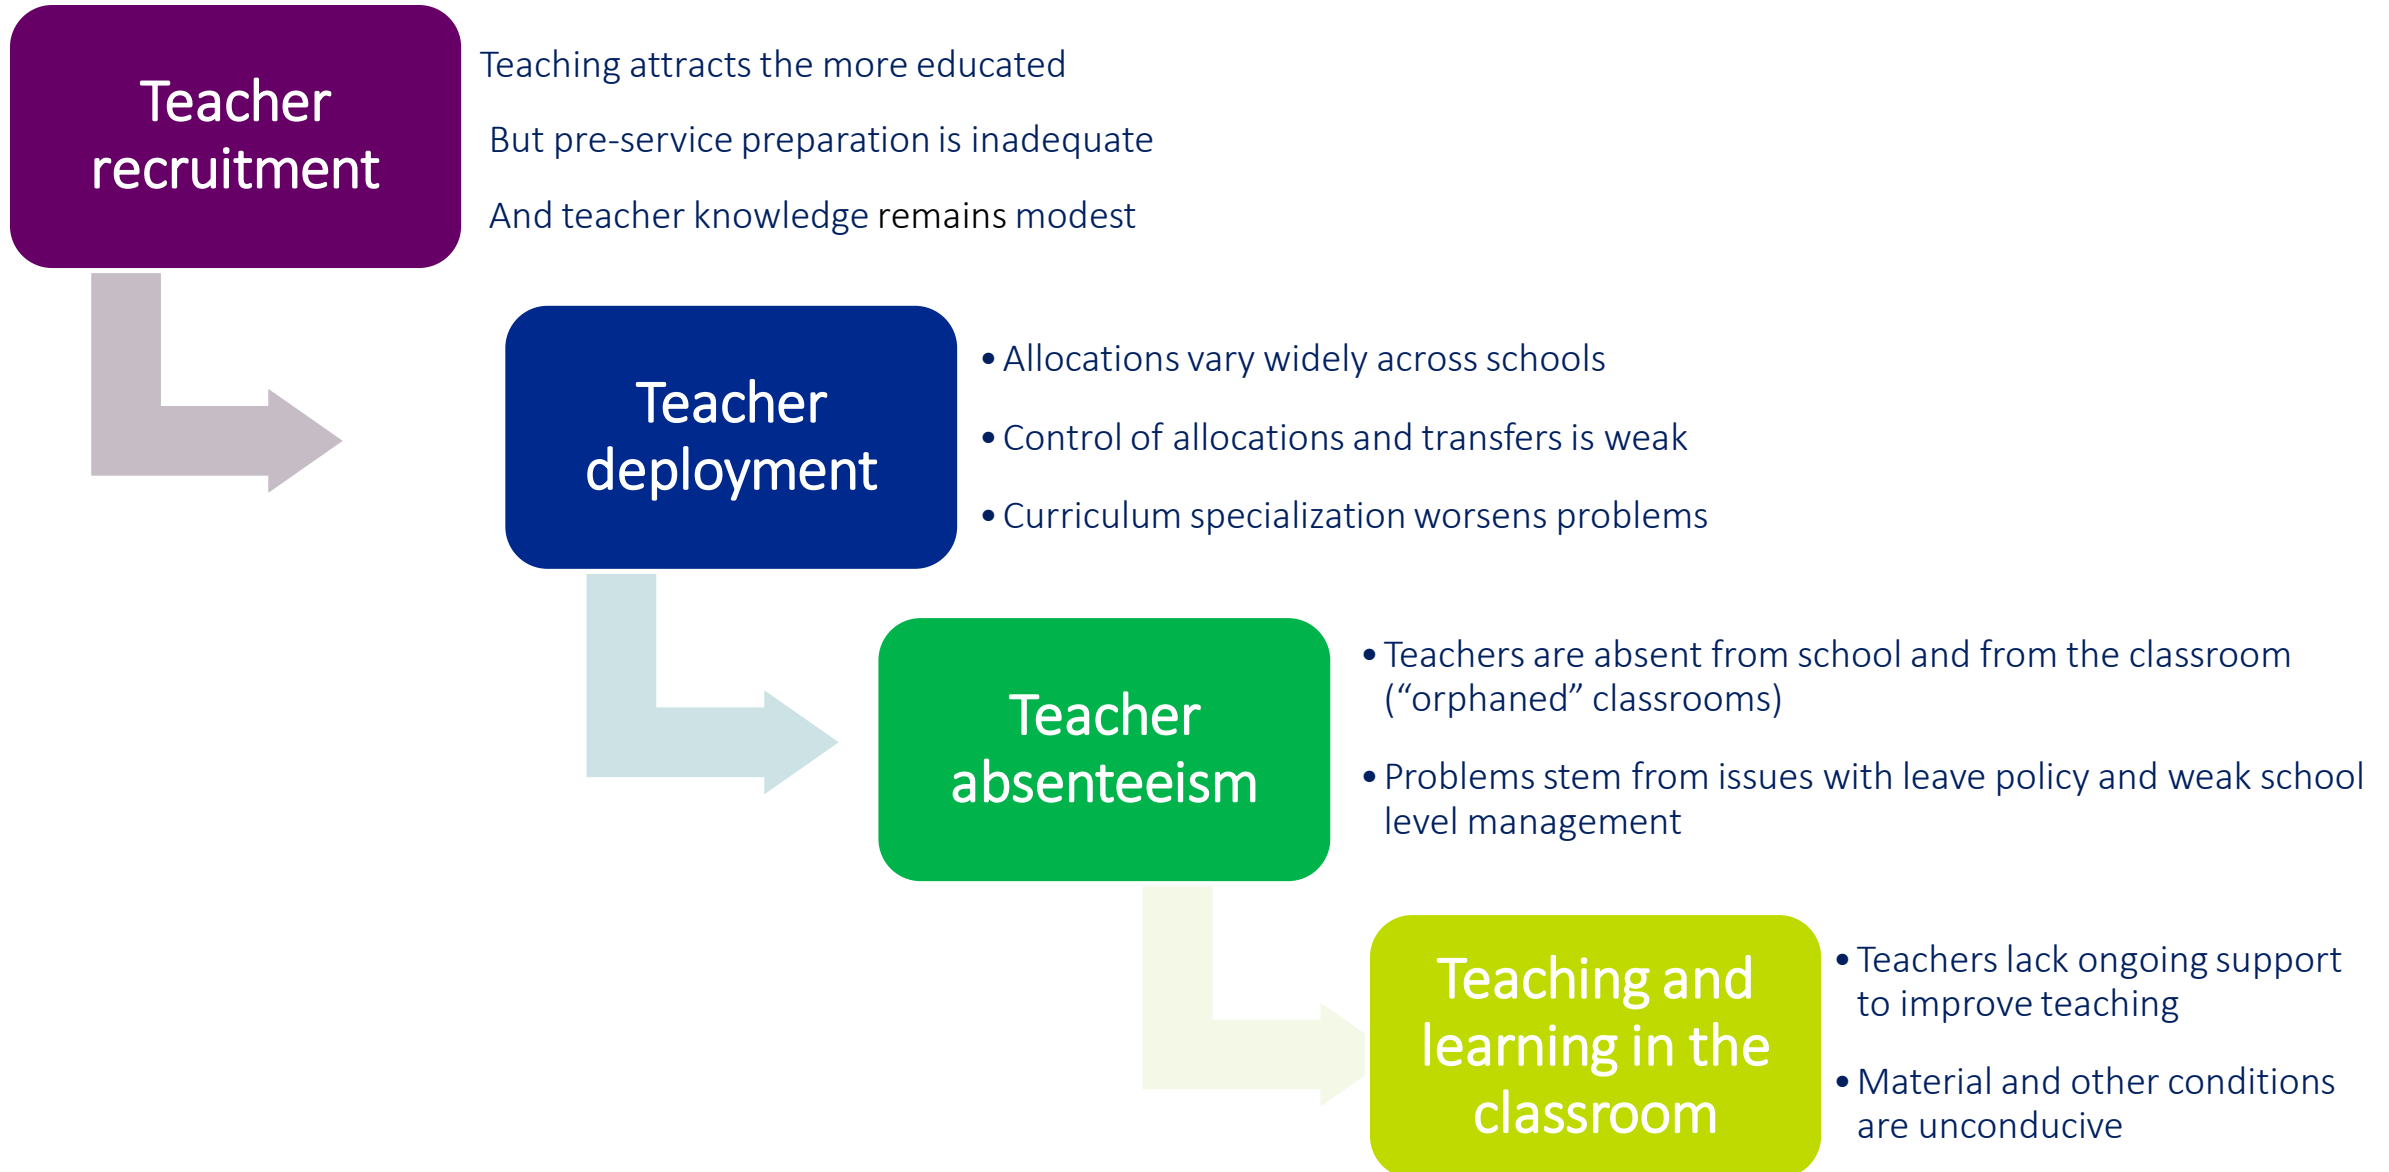 Teacher
recruitment
Teaching attracts the more educated
But pre-service preparation is inadequate
And teacher knowledge remains modest
Teacher
deployment
• Allocations vary widely across schools
• Control of allocations and transfers is weak
• Curriculum specialization worsens problems
Teacher
absenteeism
• Teachers are absent from school and from the classroom
(“orphaned” classrooms)
• Problems stem from issues with leave policy and weak school
level management
Teaching and
learning in the
classroom
• Teachers lack ongoing support
to improve teaching
• Material and other conditions
are unconducive